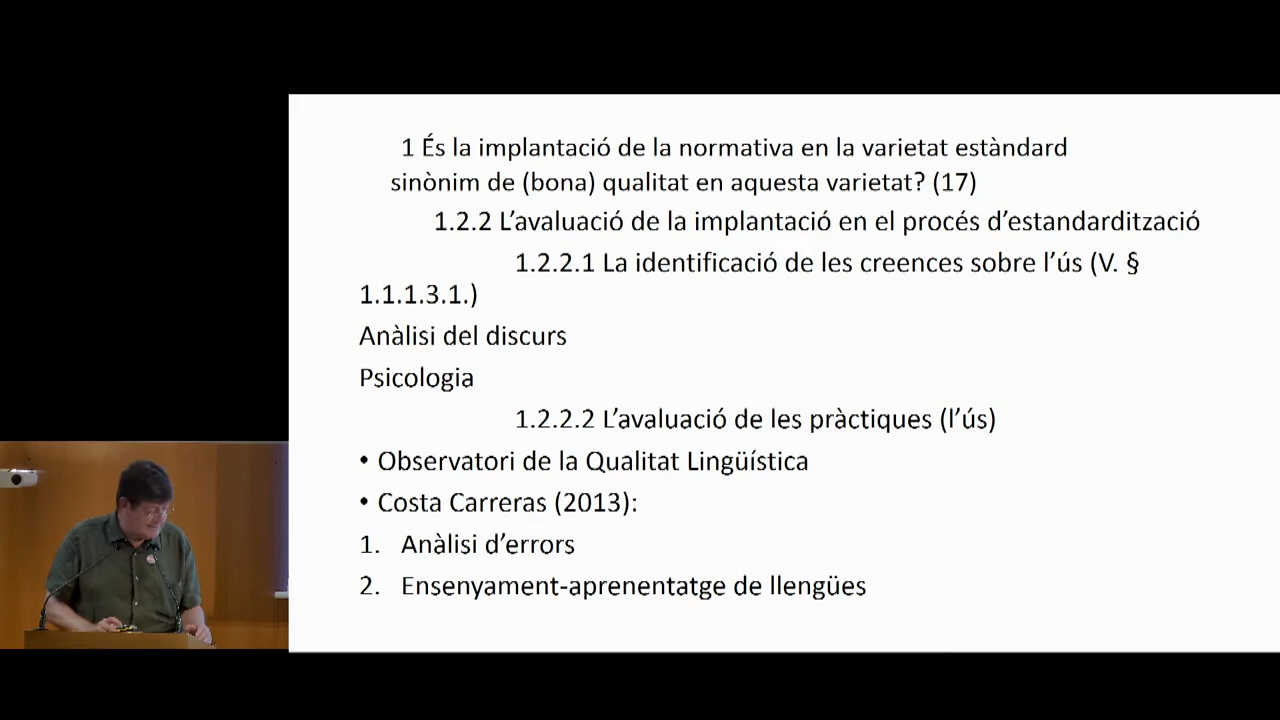 1 És la implantació de la normativa en la varietat estàndard
sinònim de (bona) qualitat en aquesta varietat? (17)
1.2.2 L’avaluació de la implantació en el procés d’estandardització
1.2.2.1 La identificació de les creences sobre l’ús (V. §
1.1.1.3.1.)
Anàlisi del discurs
Psicologia
1.2.2.2 L’avaluació de les pràctiques (l’ús)
• Observatori de la Qualitat Lingüística
• Costa Carreras (2013):
1. Anàlisi d’errors
2. Ensenyament-aprenentatge de llengües